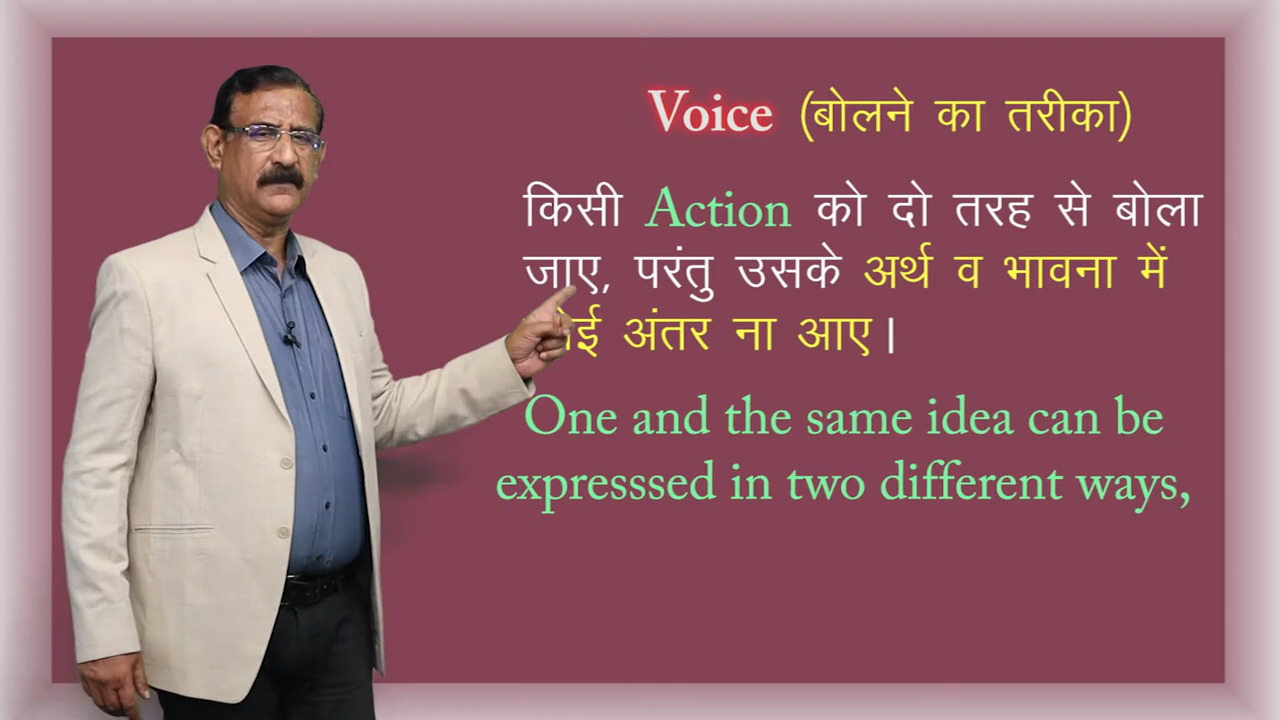 Voice (बोलने का तरीका)
किसी Action को दो तरह से बोला
जाए, परंतु उसके अर्थ व भावना में
अंतर ना आए।
One and the same idea can be
expresssed in two different ways,